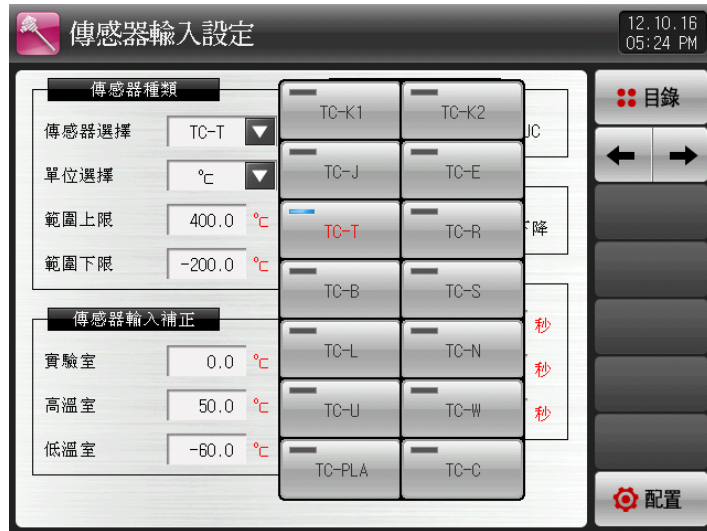 傳感器輸入設定
12.10.16
05:24 PM
傳感器種類
傳感器選擇 TC-T
單位選擇 ℃
範圍上限 400.0 ℃
範圍下限 -200.0 ℃
傳感器輸入補正
實驗室 0.0 ℃
高溫室 50.0 ℃
低溫室 -60.0 ℃
TC-K1 TC-K2
TC-J TC-E
TC-T TC-R
TC-B TC-S
TC-L TC-N
TC-U TC-W
TC-PLA TC-C
降
秒
秒
秒
目錄
配置